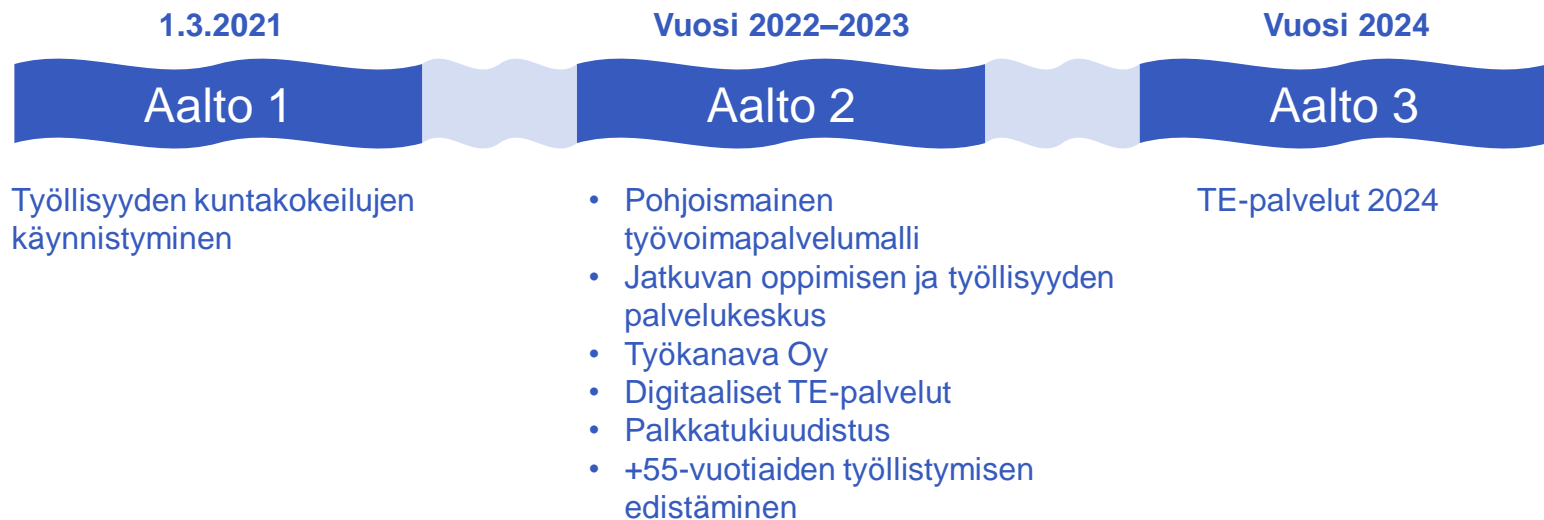 1.3.2021
Aalto 1
Työllisyyden kuntakokeilujen
käynnistyminen
Vuosi 2022–2023
Aalto 2
• Pohjoismainen
työvoimapalvelumalli
• Jatkuvan oppimisen ja työllisyyden
palvelukeskus
• Työkanava Oy
• Digitaaliset TE-palvelut
• Palkkatukiuudistus
• +55-vuotiaiden työllistymisen
edistäminen
Vuosi 2024
Aalto 3
TE-palvelut 2024